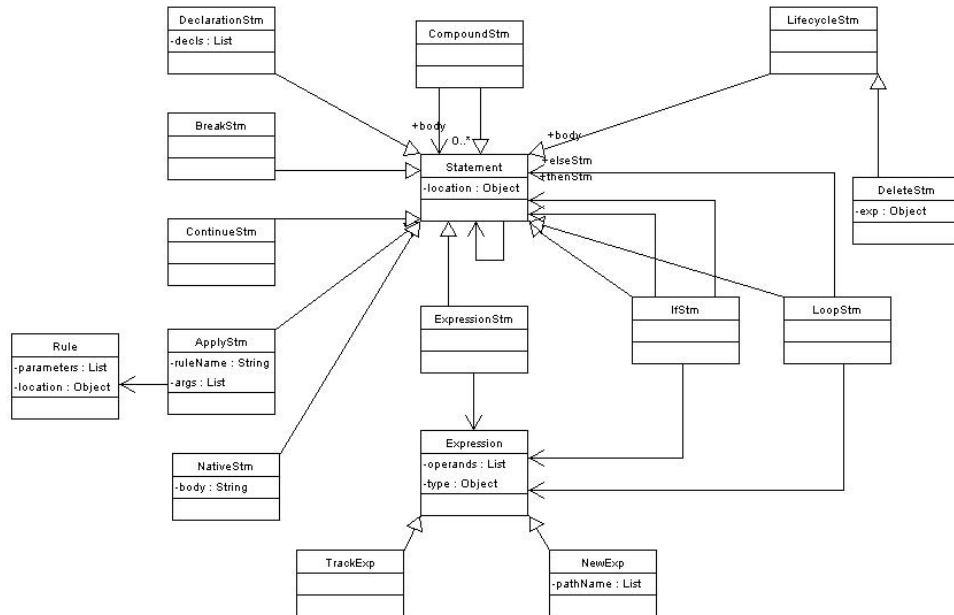 DeclarationStm
-decls : List
CompoundStm
LifecycleStm
BreakStm
+body
0..*
+body
Statement
-location : Object
+elseStm
+thenStm
DeleteStm
-exp : Object
ContinueStm
ExpressionStm
IfStm
LoopStm
Rule
-parameters : List
-location : Object
ApplyStm
-ruleName : String
-args : List
Expression
-operands : List
-type : Object
NativeStm
-body : String
TrackExp
NewExp
-pathName : List